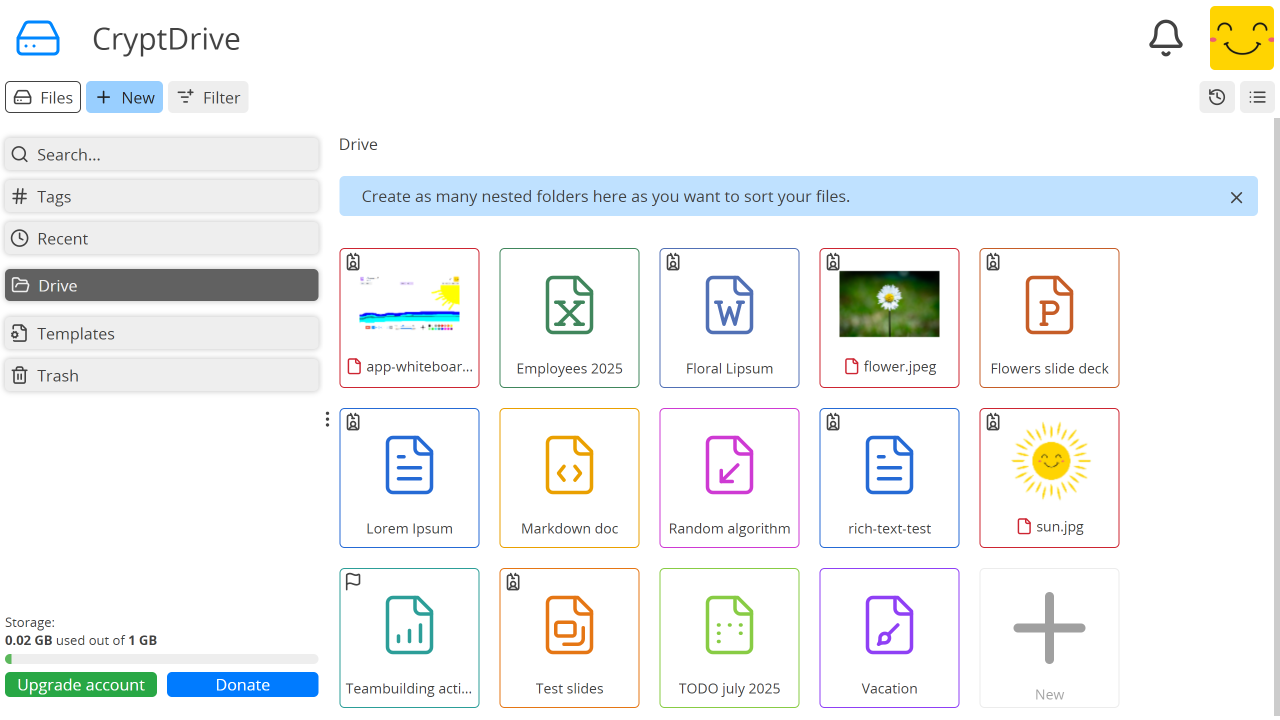 CryptDrive
Files
New
Filter
Search...
Tags
Recent
Drive
Templates
Trash
Storage:
0.02 GB used out of 1 GB
Upgrade account
Donate
Drive
Create as many nested folders here as you want to sort your files.
app-whiteboar...
Employees 2025
Floral Lipsum
flower.jpeg
Flowers slide deck
Lorem Ipsum
Markdown doc
Random algorithm
rich-text-test
sun.jpg
Teambuilding acti...
Test slides
TODO july 2025
Vacation
New